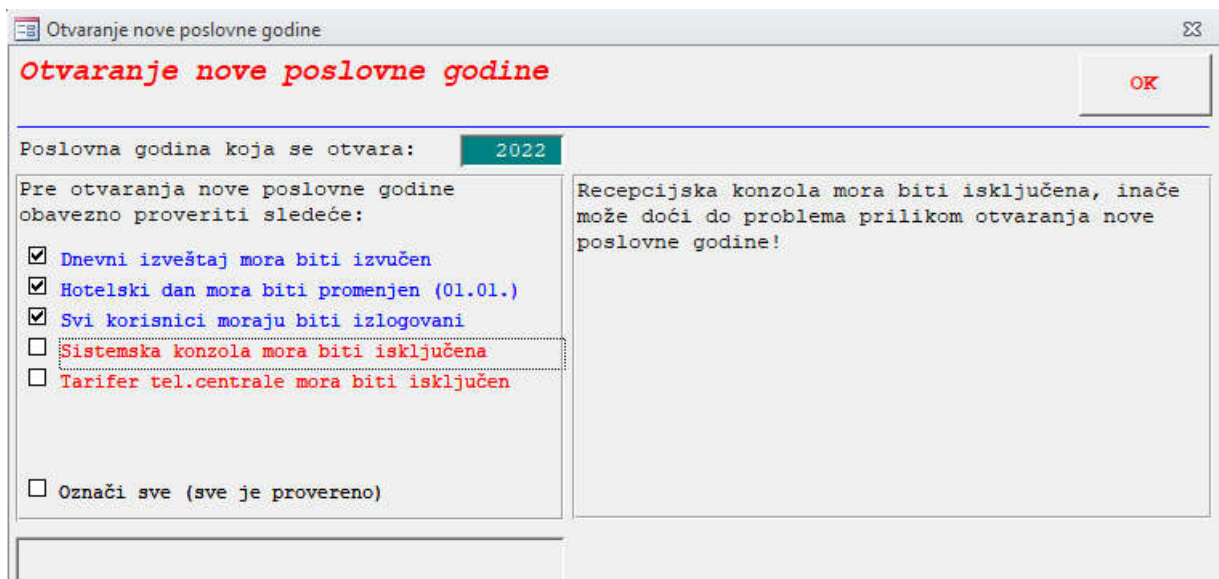 Otvaranje nove poslovne godine
Otvaranje nove poslovne godine
OK
Poslovna godina koja se otvara: 2022
Pre otvaranja nove poslovne godine
obavezno proveriti sledeće:
Dnevni izveštaj mora biti izvučen
Hotelski dan mora biti promenjen (01.01.)
Svi korisnici moraju biti izlogovani
Sistemska konzola mora biti isključena
Tarifer tel.centrale mora biti isključen
Označi sve (sve je provereno)
Recepcijska konzola mora biti isključena, inače
može doći do problema prilikom otvaranja nove
poslovne godine!